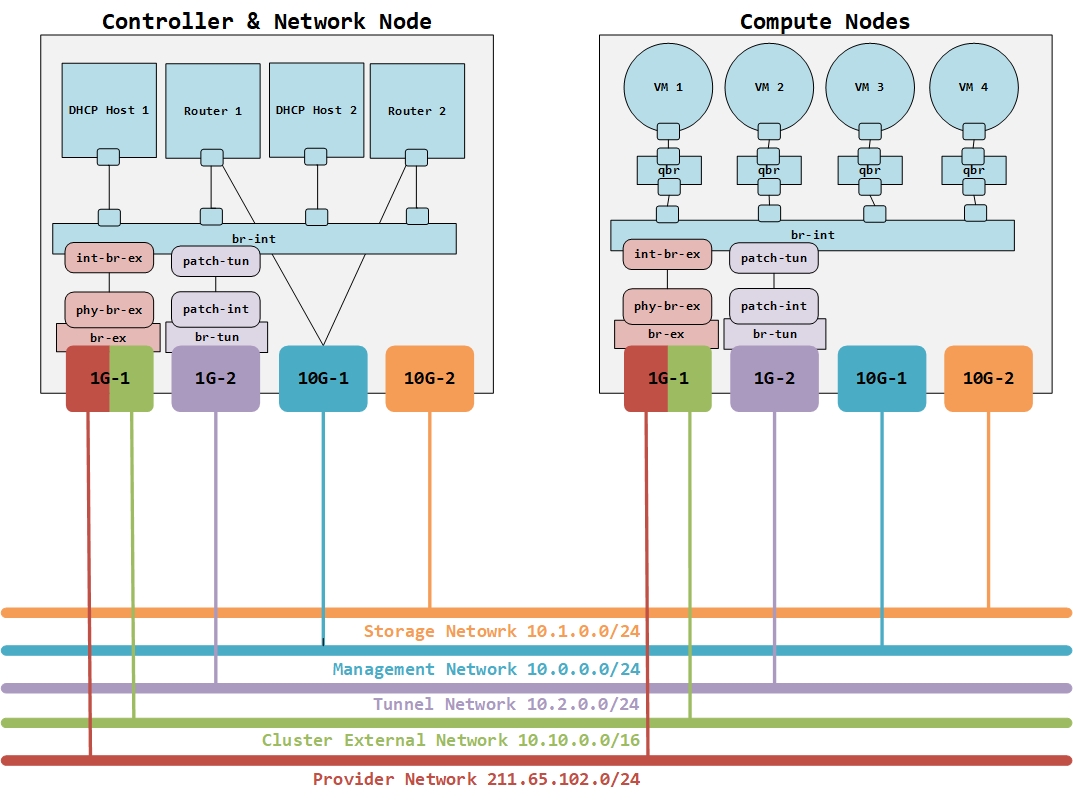 Controller & Network Node
Compute Nodes
DHCP Host 1
Router 1
DHCP Host 2
Router 2
br-int
int-br-ex
patch-tun
phy-br-ex
patch-int
br-ex
br-tun
1G-1
1G-2
10G-1
10G-2
VM 1
VM 2
VM 3
VM 4
qbr
qbr
qbr
qbr
br-int
int-br-ex
patch-tun
phy-br-ex
patch-int
br-ex
br-tun
1G-1
1G-2
10G-1
10G-2
Storage Netowrk 10.1.0.0/24
Management Network 10.0.0.0/24
Tunnel Network 10.2.0.0/24
Cluster External Network 10.10.0.0/16
Provider Network 211.65.102.0/24